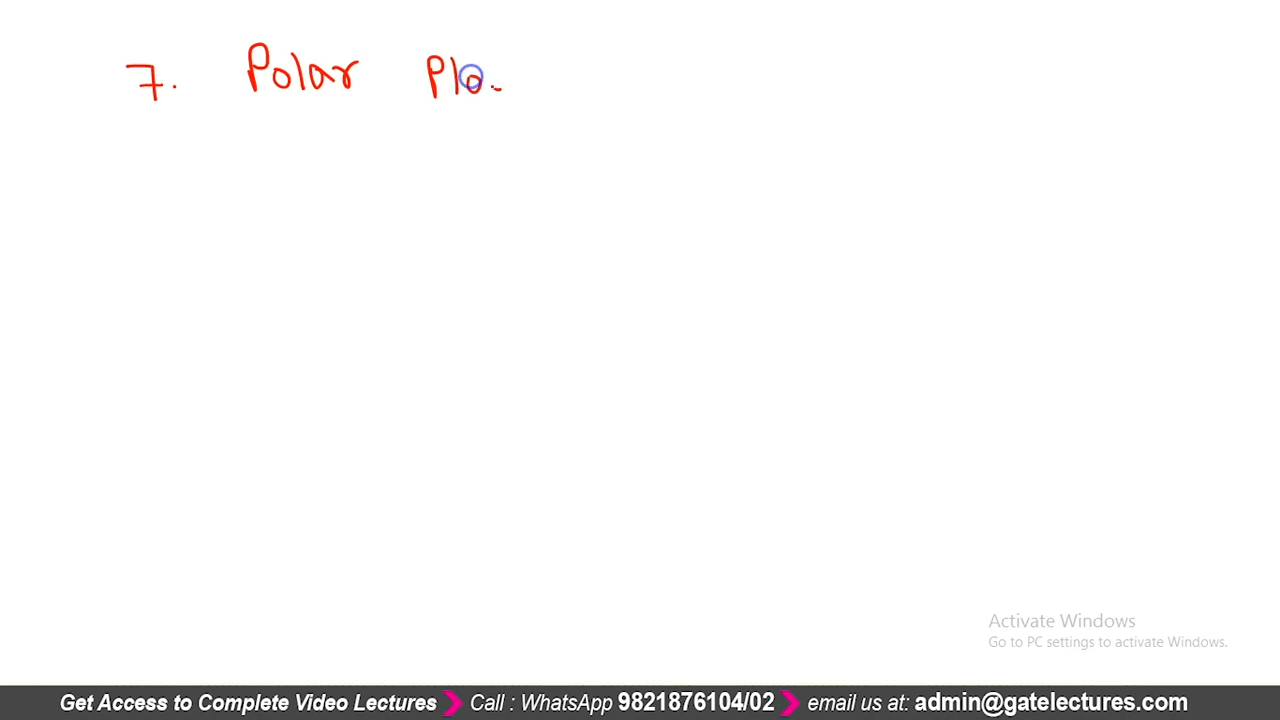 7. Polar Plo.
Activate Windows
Go to PC settings to activate Windows.
Get Access to Complete Video Lectures Call : WhatsApp 9821876104/02 email us at: admin@gatelectures.com